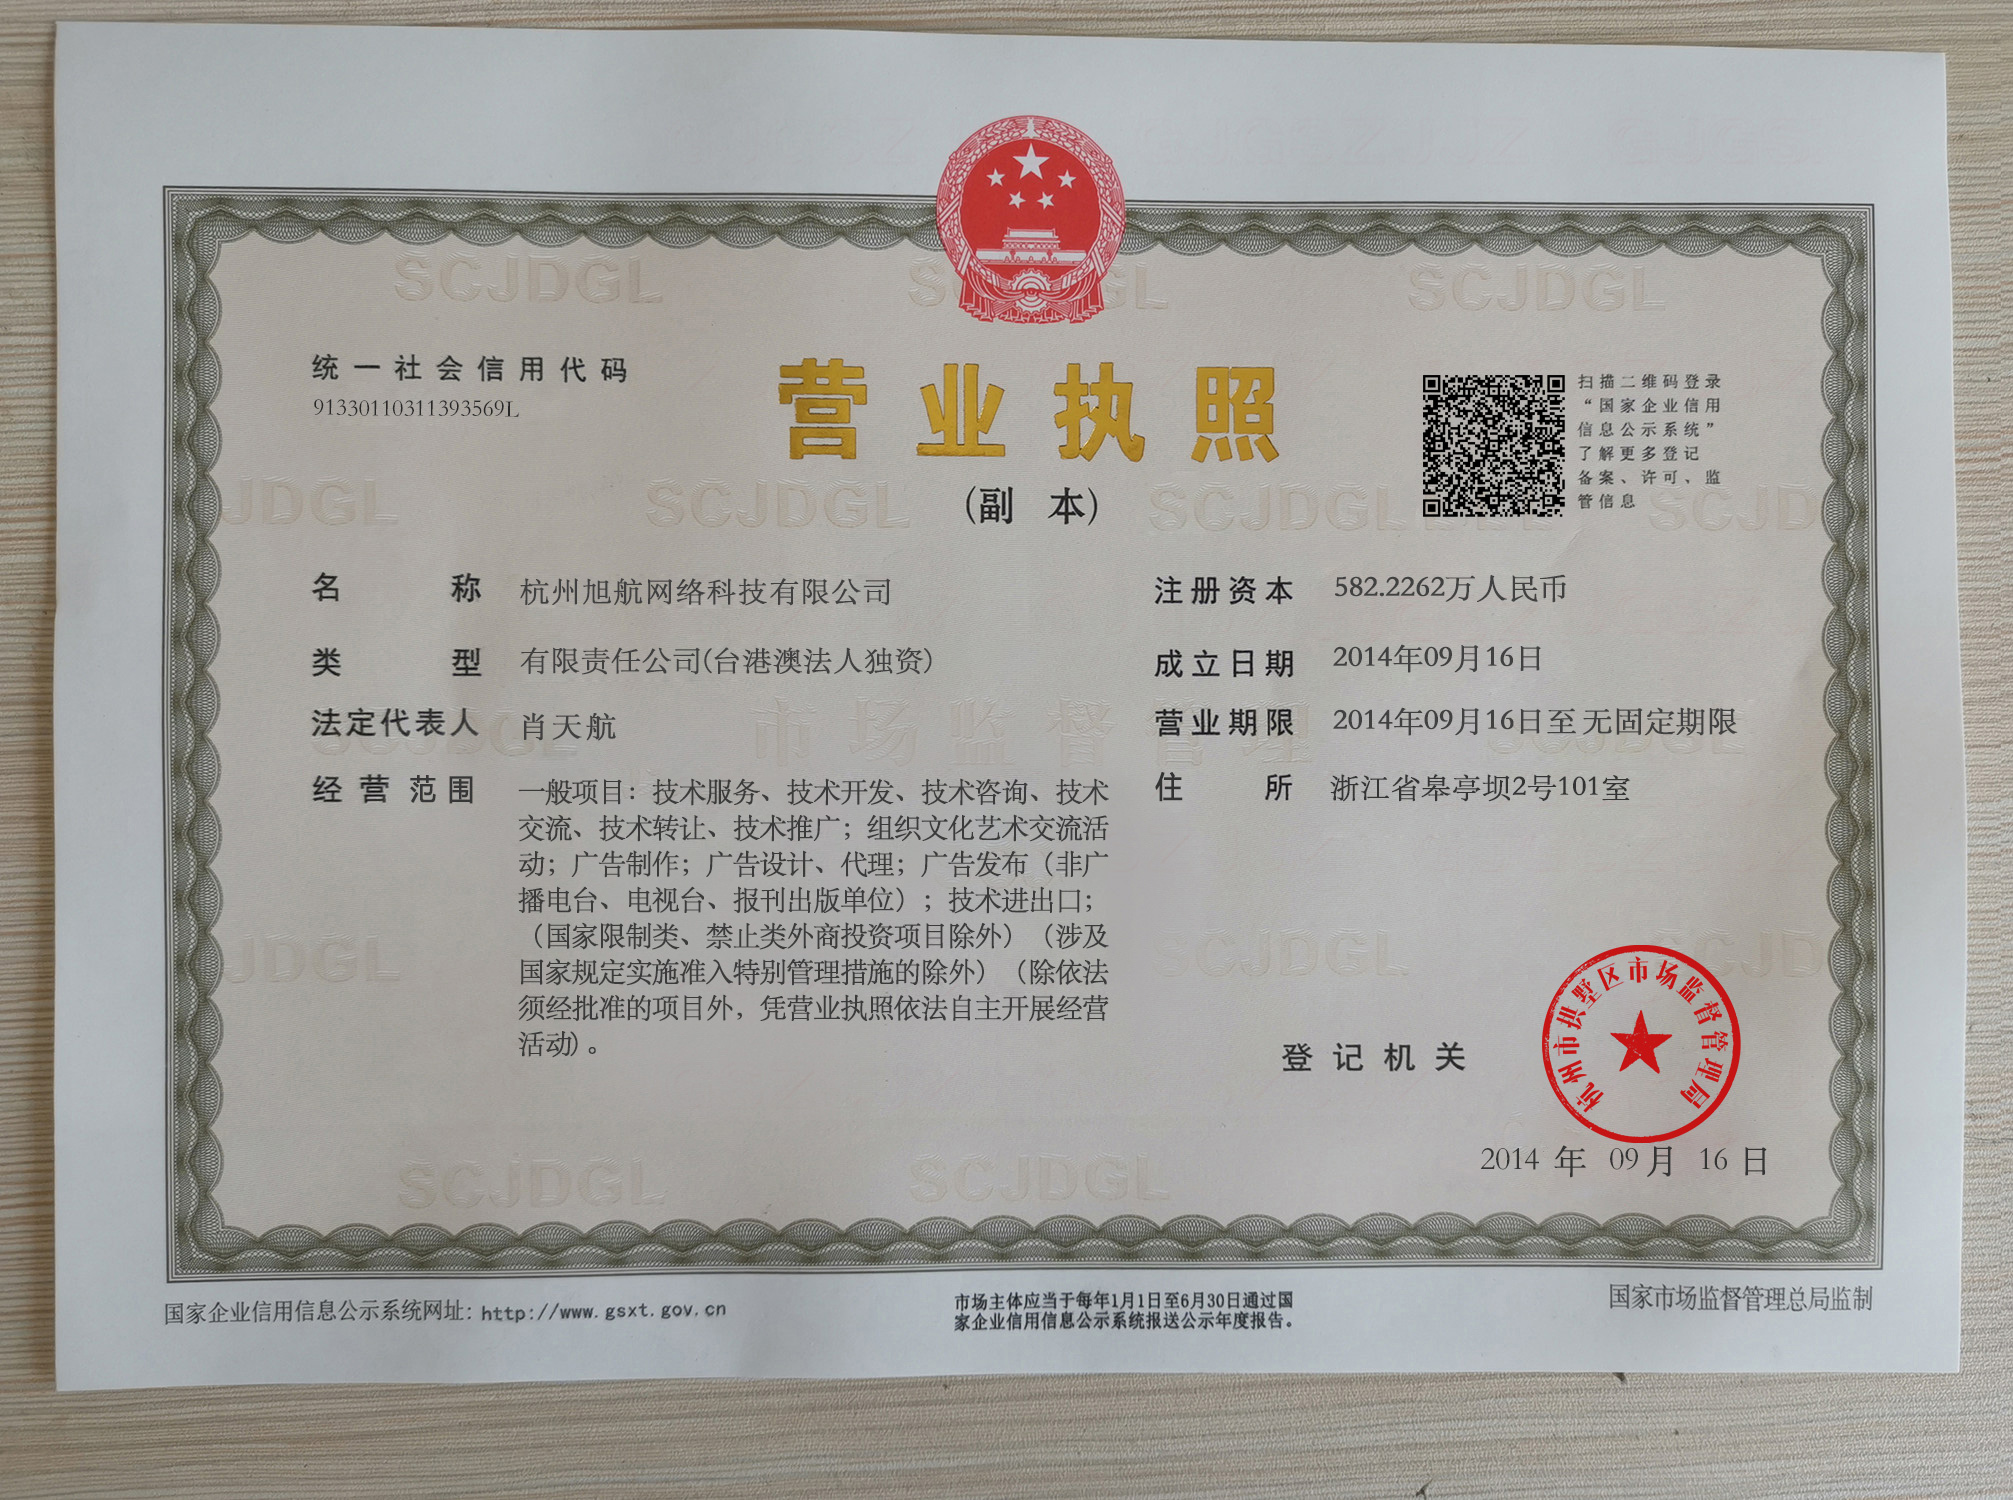 统一社会信用代码
91330110311393569L
营业执照
(副 本)
扫描二维码登录
“国家企业信用
信息公示系统”
了解更多登记
备案、许可、监
管信息
名 称 杭州旭航网络科技有限公司
类 型 有限责任公司(台港澳法人独资)
法定代表人 肖天航
经营范围 一般项目：技术服务、技术开发、技术咨询、技术
交流、技术转让、技术推广；组织文化艺术交流活
动；广告制作；广告设计、代理；广告发布（非广
播电台、电视台、报刊出版单位）；技术进出口；
（国家限制类、禁止类外商投资项目除外）（涉及
国家规定实施准入特别管理措施的除外）（除依法
须经批准的项目外，凭营业执照依法自主开展经营
活动)。
注册资本 582.2262万人民币
成立日期 2014年09月16日
营业期限 2014年09月16日至 无固定期限
住 所 浙江省皋亭坝2号101室
登记机关
杭州市拱墅区市场监督管理局
2014 年 09 月 16 日
国家企业信用信息公示系统网址：http://www.gsxt.gov.cn
市场主体应当于每年1月1日至6月30日通过国
家企业信用信息公示系统报送公示年度报告。
国家市场监督管理总局监制
SCJDGL
市场监督管理